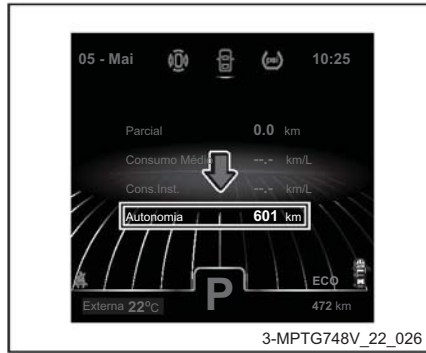 05 - Mai (psi) 10:25
Parcial 0.0 km
Consumo Médio --.- km/L
Cons.Inst. --.- km/L
Autonomia 601 km
P ECO
Externa 22°C 472 km
3-MPTG748V_22_026